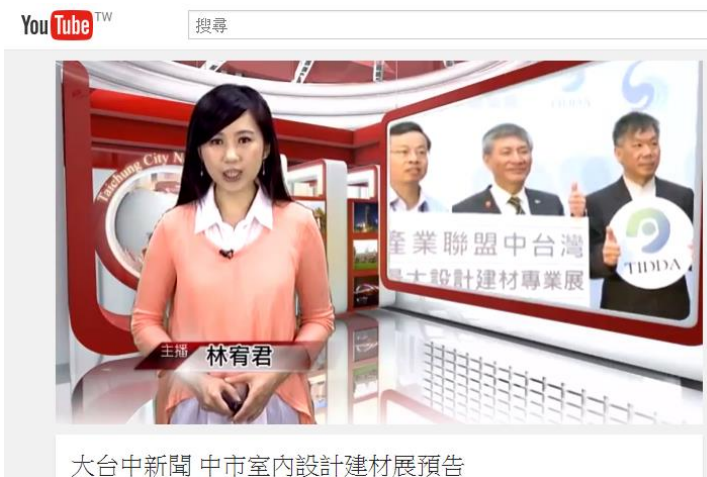 YouTube TW
搜尋
Taichung City N
TIDDA
產業聯盟中台灣
最大設計建材專業展
TIDDA
主播 林宥君
大台中新聞 中市室內設計建材展預告